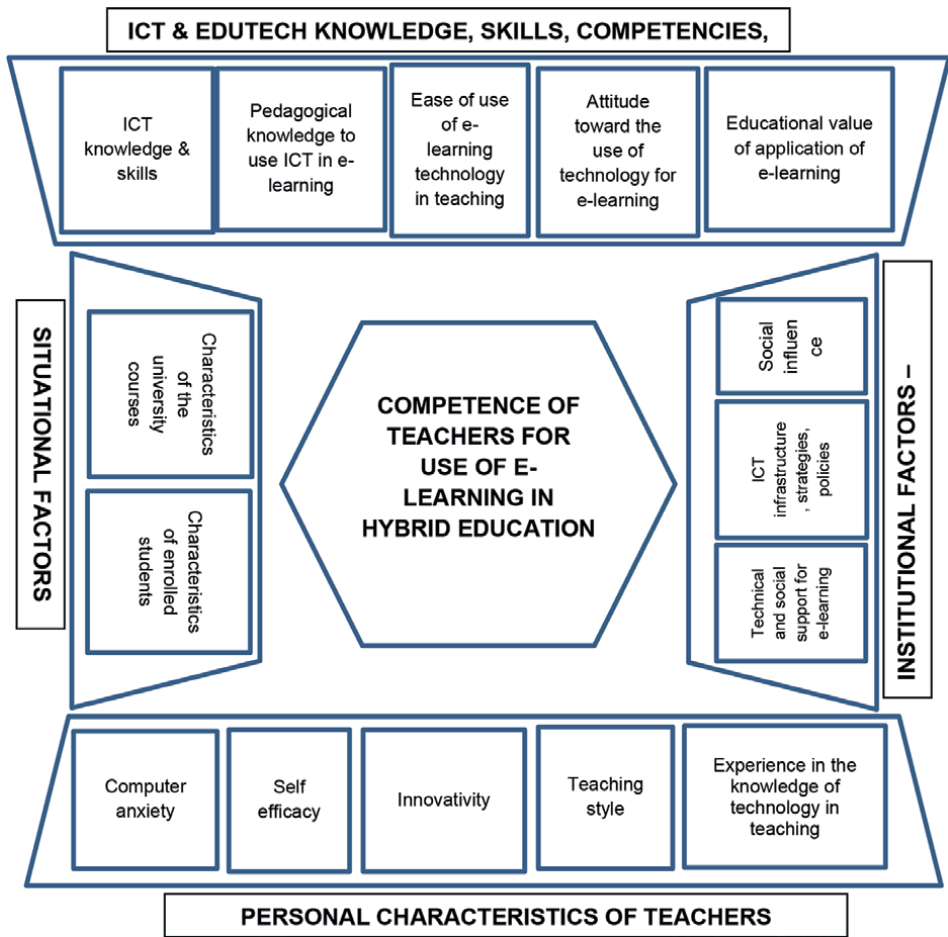 ICT & EDUTECH KNOWLEDGE, SKILLS, COMPETENCIES,
ICT
knowledge &
skills
Pedagogical
knowledge to
use ICT in e-
learning
Ease of use
of e-
learning
technology
in teaching
Attitude
toward the
use of
technology for
e-learning
Educational value
of application of
e-learning
SITUATIONAL FACTORS
Characteristics
of the
university
courses
Characteristics
of enrolled
students
COMPETENCE OF
TEACHERS FOR
USE OF E-
LEARNING IN
HYBRID EDUCATION
Social
influen
ce
ICT
infrastructure
, strategies,
policies
Technical
and social
support for
e-learning
INSTITUTIONAL FACTORS –
Computer
anxiety
Self
efficacy
Innovativity
Teaching
style
Experience in the
knowledge of
technology in
teaching
PERSONAL CHARACTERISTICS OF TEACHERS